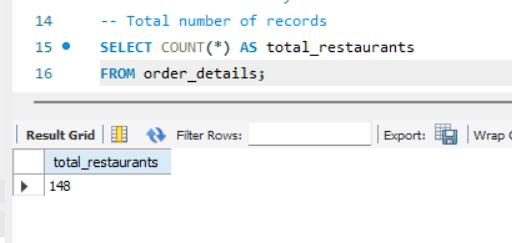 14 -- Total number of records
15 SELECT COUNT(*) AS total_restaurants
16 FROM order_details;
Result Grid Filter Rows: Export: Wrap
total_restaurants
148